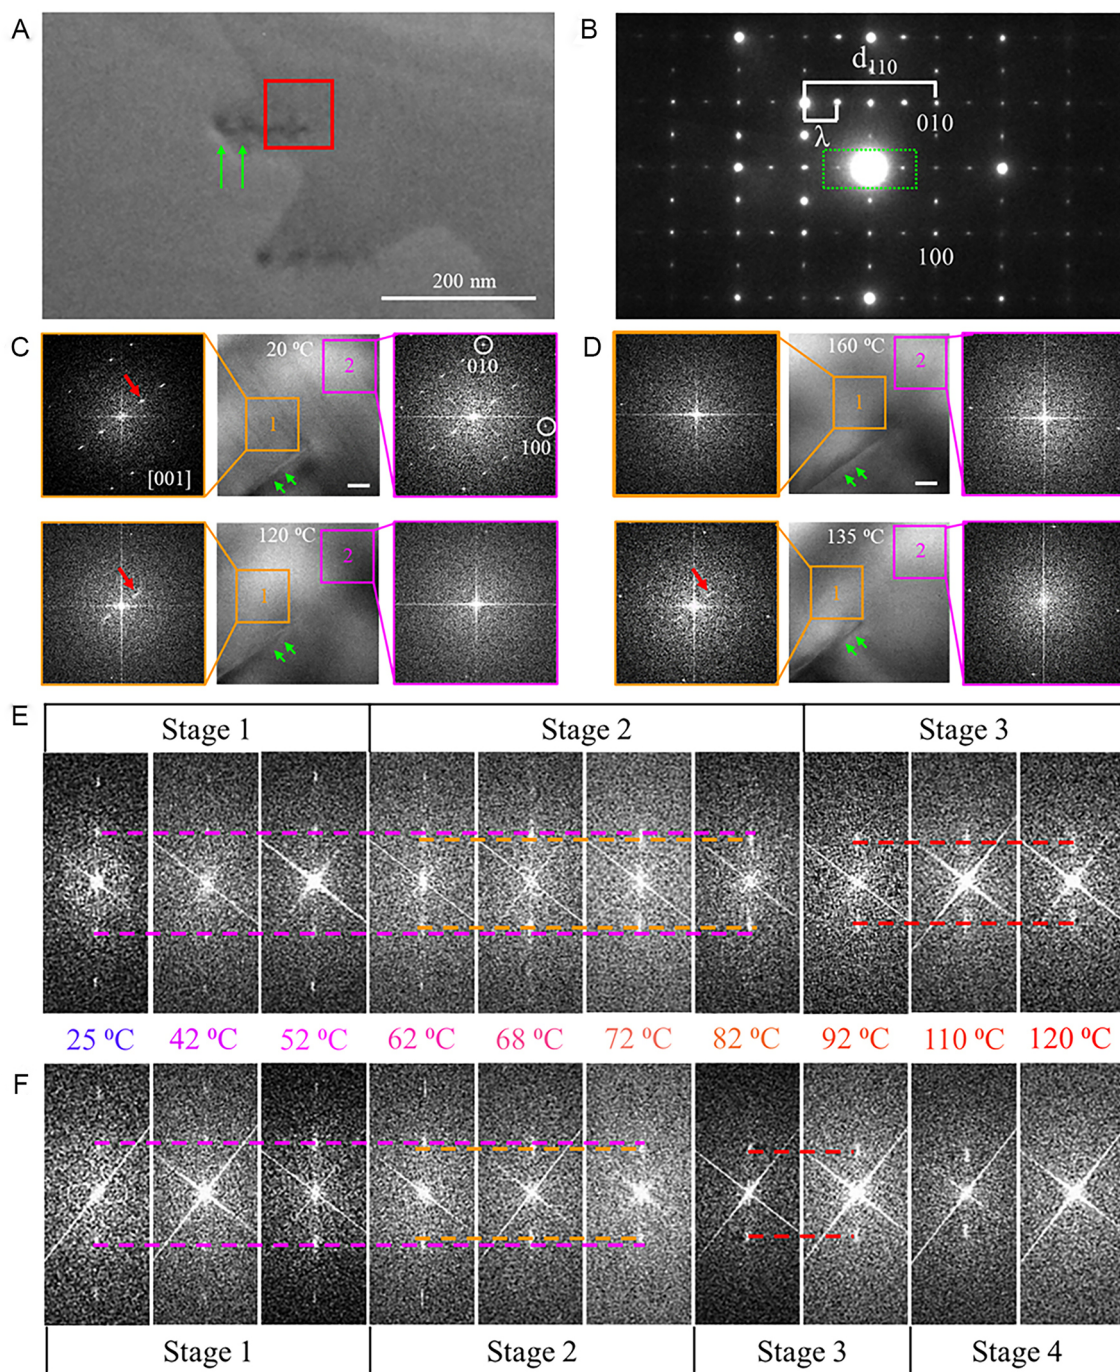 A
B
200 nm
d110
λ
010
100
C
20 ºC
1
2
010
100
[001]
D
160 ºC
1
2
120 ºC
1
2
135 ºC
1
2
E
Stage 1
Stage 2
Stage 3
25 ºC
42 ºC
52 ºC
62 ºC
68 ºC
72 ºC
82 ºC
92 ºC
110 ºC
120 ºC
F
Stage 1
Stage 2
Stage 3
Stage 4